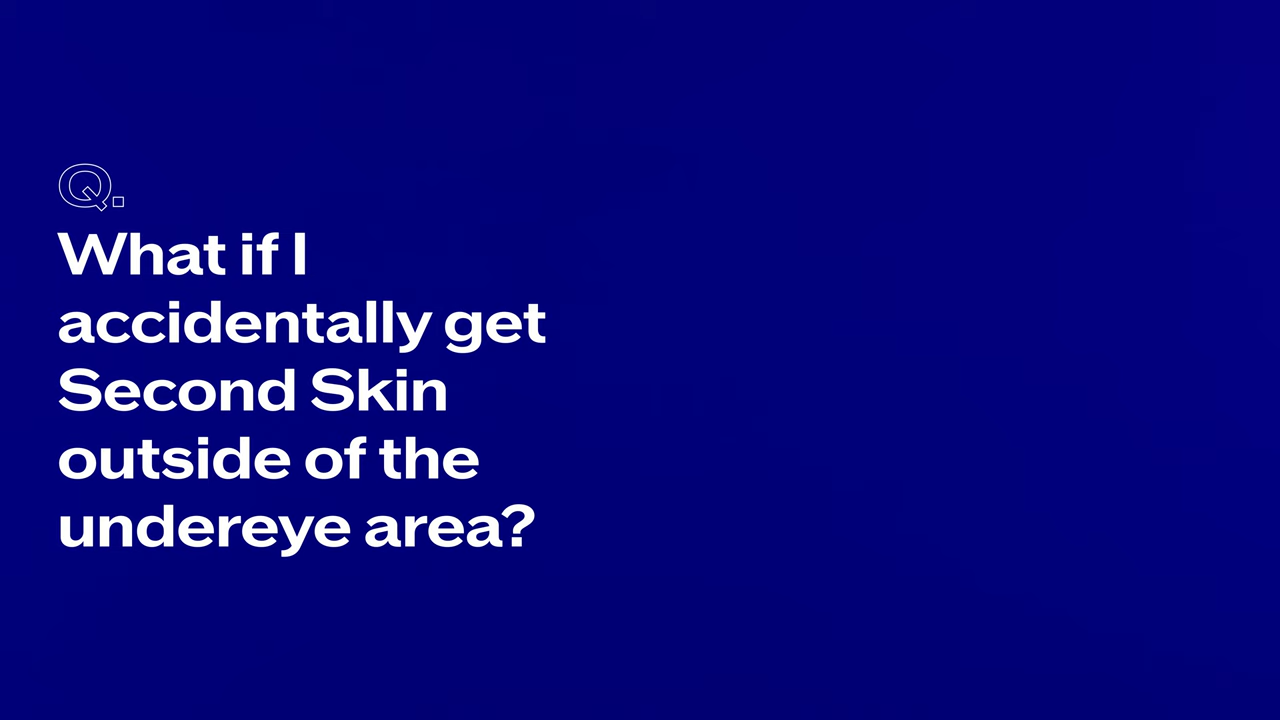 Q.
What if I
accidentally get
Second Skin
outside of the
undereye area?